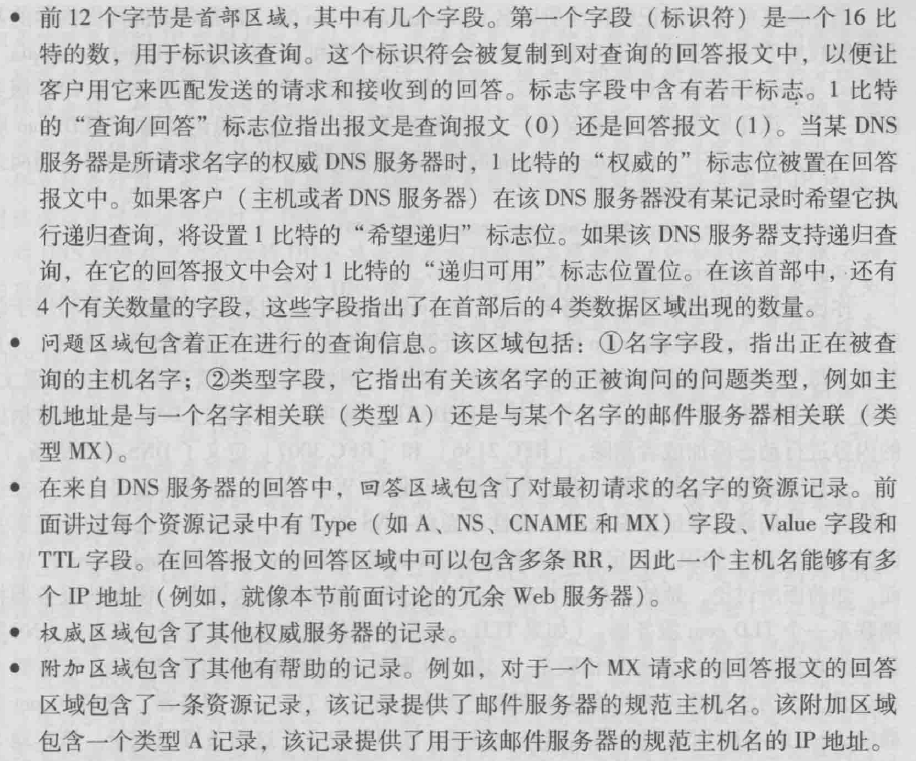 • 前 12 个字节是首部区域，其中有几个字段。第一个字段（标识符）是一个 16 比
特的数，用于标识该查询。这个标识符会被复制到对查询的回答报文中，以便让
客户用它来匹配发送的请求和接收到的回答。标志字段中含有若干标志。1 比特
的“查询/回答”标志位指出报文是查询报文（0）还是回答报文（1）。当某 DNS
服务器是所请求名字的权威 DNS 服务器时，1 比特的“权威的”标志位被置在回答
报文中。如果客户（主机或者 DNS 服务器）在该 DNS 服务器没有某记录时希望它执
行递归查询，将设置 1 比特的“希望递归”标志位。如果该 DNS 服务器支持递归查
询，在它的回答报文中会对 1 比特的“递归可用”标志位置位。在该首部中，还有
4 个有关数量的字段，这些字段指出了在首部后的 4 类数据区域出现的数量。
• 问题区域包含着正在进行的查询信息。该区域包括：①名字字段，指出正在被查
询的主机名字；②类型字段，它指出有关该名字的正被询问的问题类型，例如主
机地址是与一个名字相关联（类型 A）还是与某个名字的邮件服务器相关联（类
型 MX）。
• 在来自 DNS 服务器的回答中，回答区域包含了对最初请求的名字的资源记录。前
面讲过每个资源记录中有 Type（如 A、NS、CNAME 和 MX）字段、Value 字段和
TTL 字段。在回答报文的回答区域中可以包含多条 RR，因此一个主机名能够有多
个 IP 地址（例如，就像本节前面讨论的冗余 Web 服务器）。
• 权威区域包含了其他权威服务器的记录。
• 附加区域包含了其他有帮助的记录。例如，对于一个 MX 请求的回答报文的回答
区域包含了一条资源记录，该记录提供了邮件服务器的规范主机名。该附加区域
包含一个类型 A 记录，该记录提供了用于该邮件服务器的规范主机名的 IP 地址。